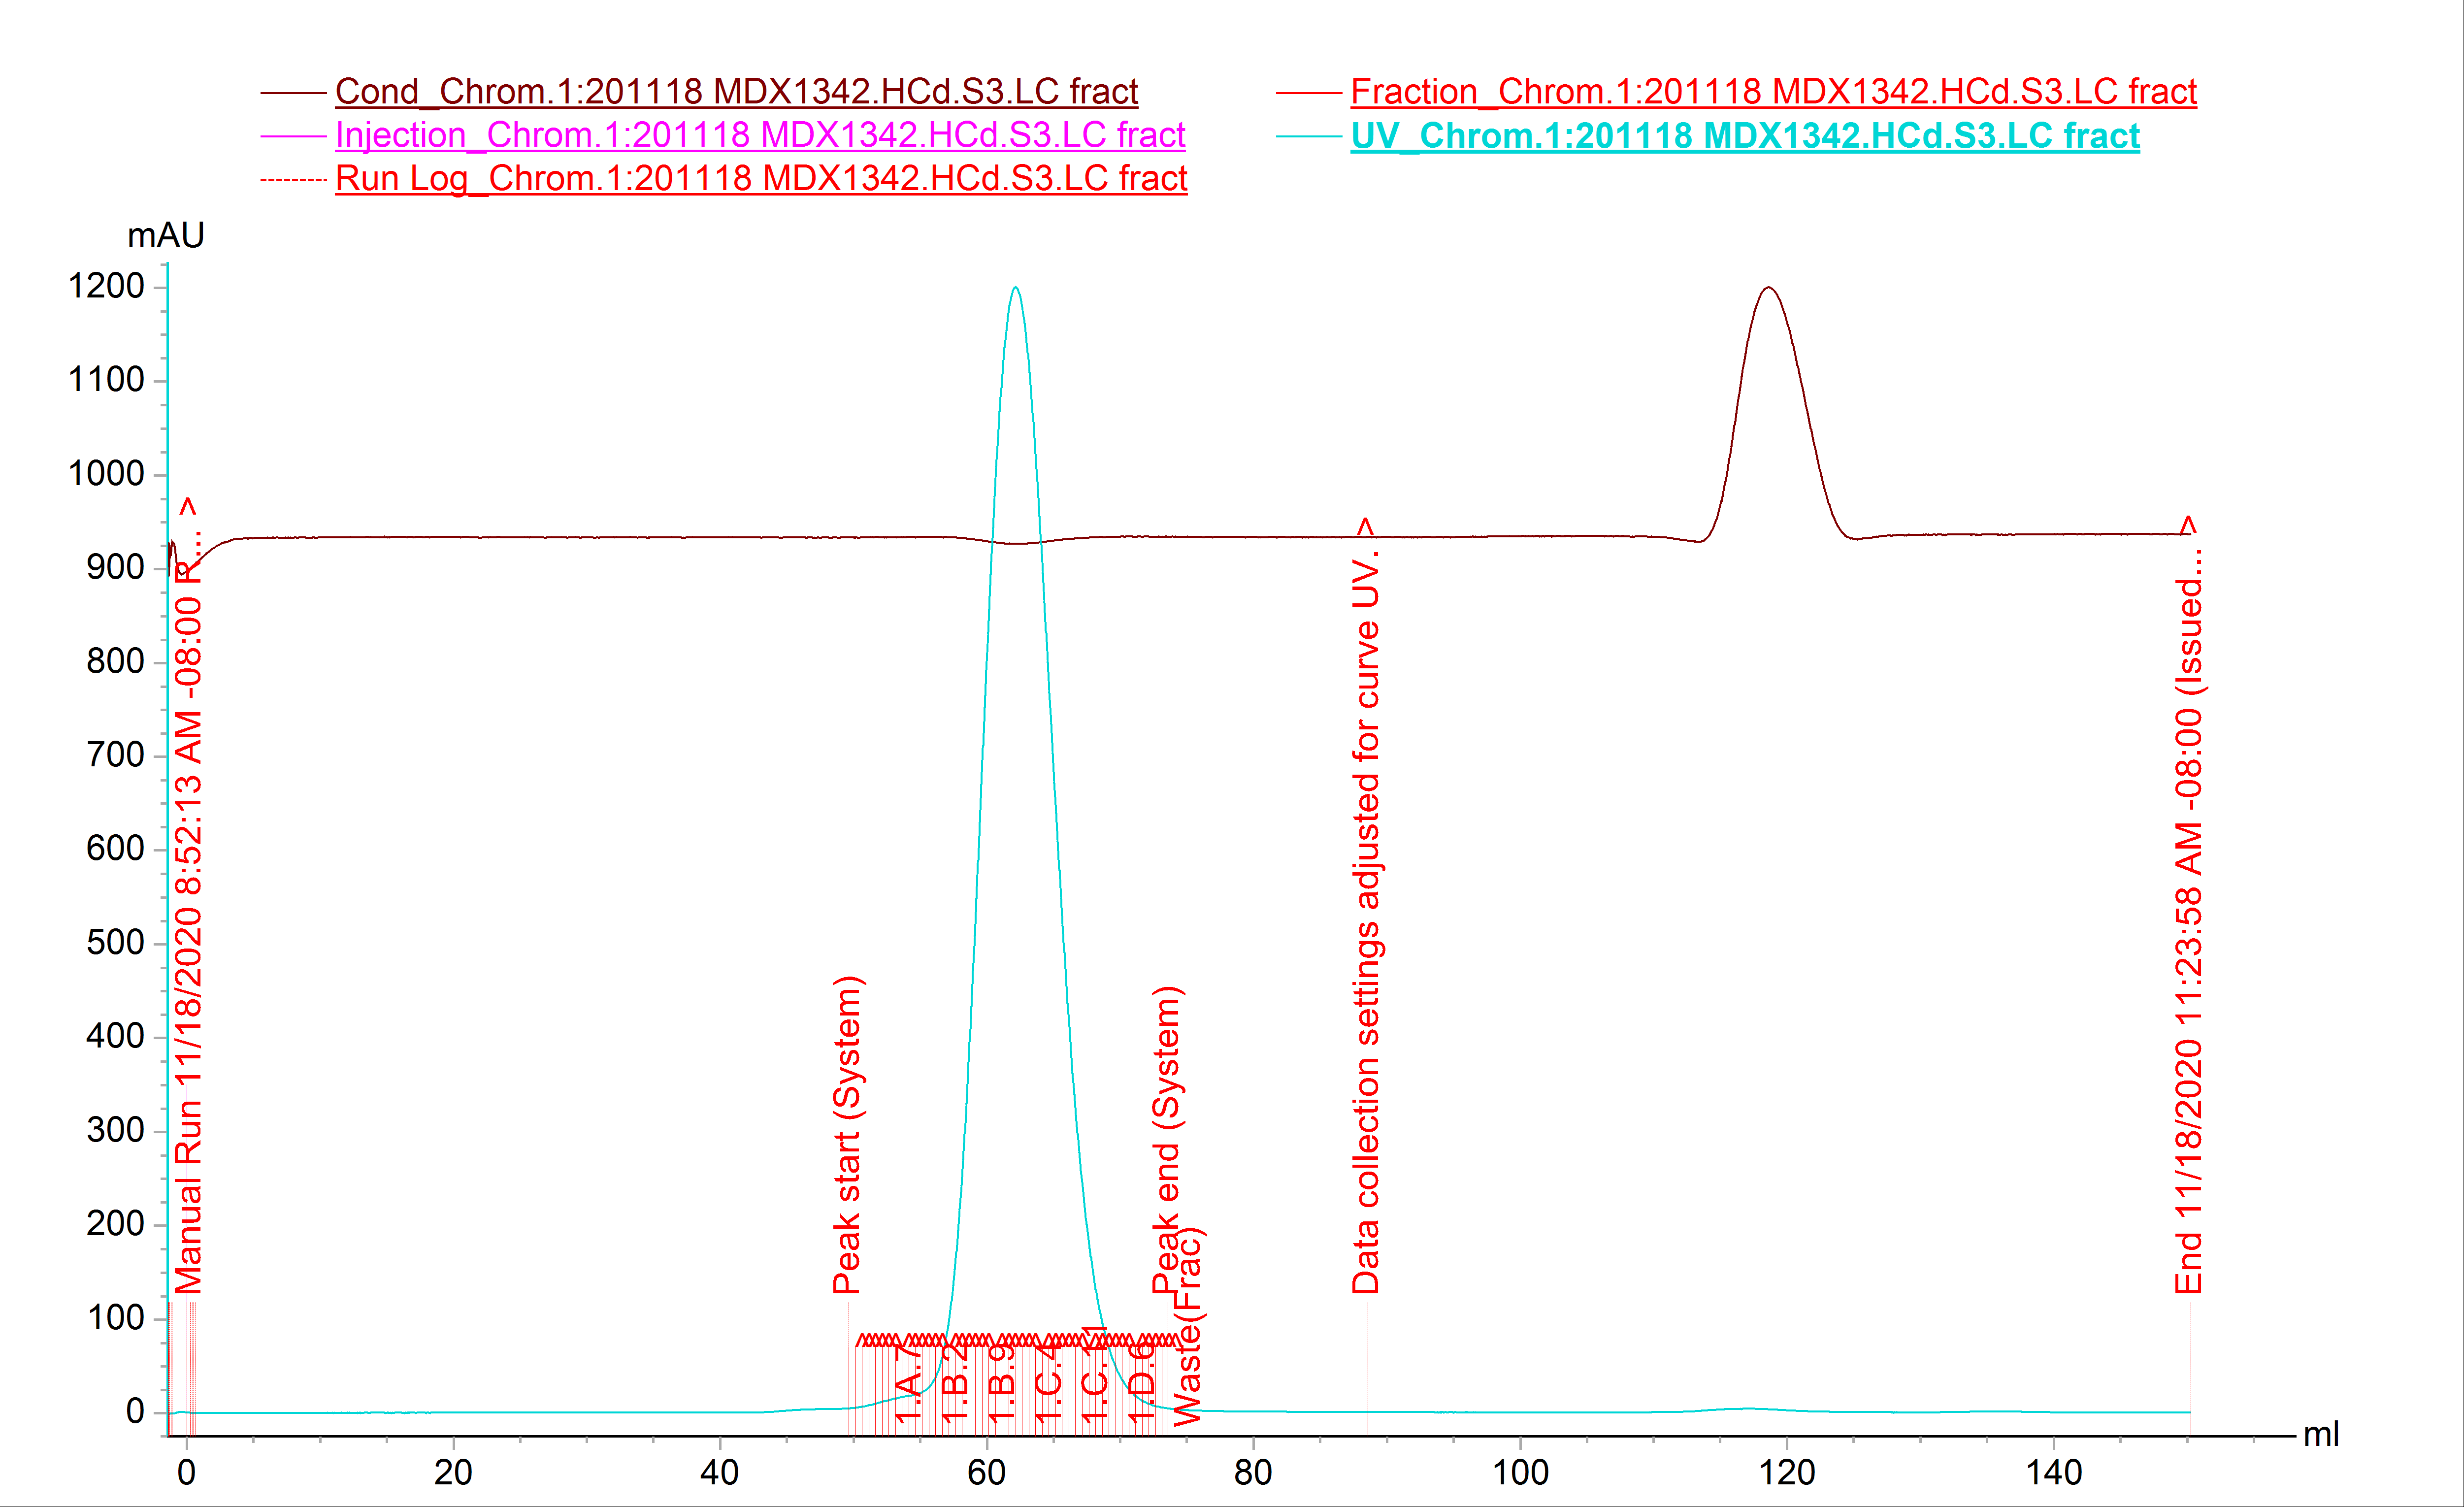 Cond_Chrom.1:201118 MDX1342.HCd.S3.LC fract
Fraction_Chrom.1:201118 MDX1342.HCd.S3.LC fract
Injection_Chrom.1:201118 MDX1342.HCd.S3.LC fract
UV_Chrom.1:201118 MDX1342.HCd.S3.LC fract
Run Log_Chrom.1:201118 MDX1342.HCd.S3.LC fract
mAU
1200
1100
1000
900
800
700
600
500
400
300
200
100
0
Manual Run 11/18/2020 8:52:13 AM -08:00 R... >
Peak start (System)
Peak end (System)
Waste(Frac)
Data collection settings adjusted for curve UV. >
End 11/18/2020 11:23:58 AM -08:00 (Issued... >
1.A.7
1.B.2
1.B.9
1.C.4
1.C.11
1.D.6
ml
0
20
40
60
80
100
120
140